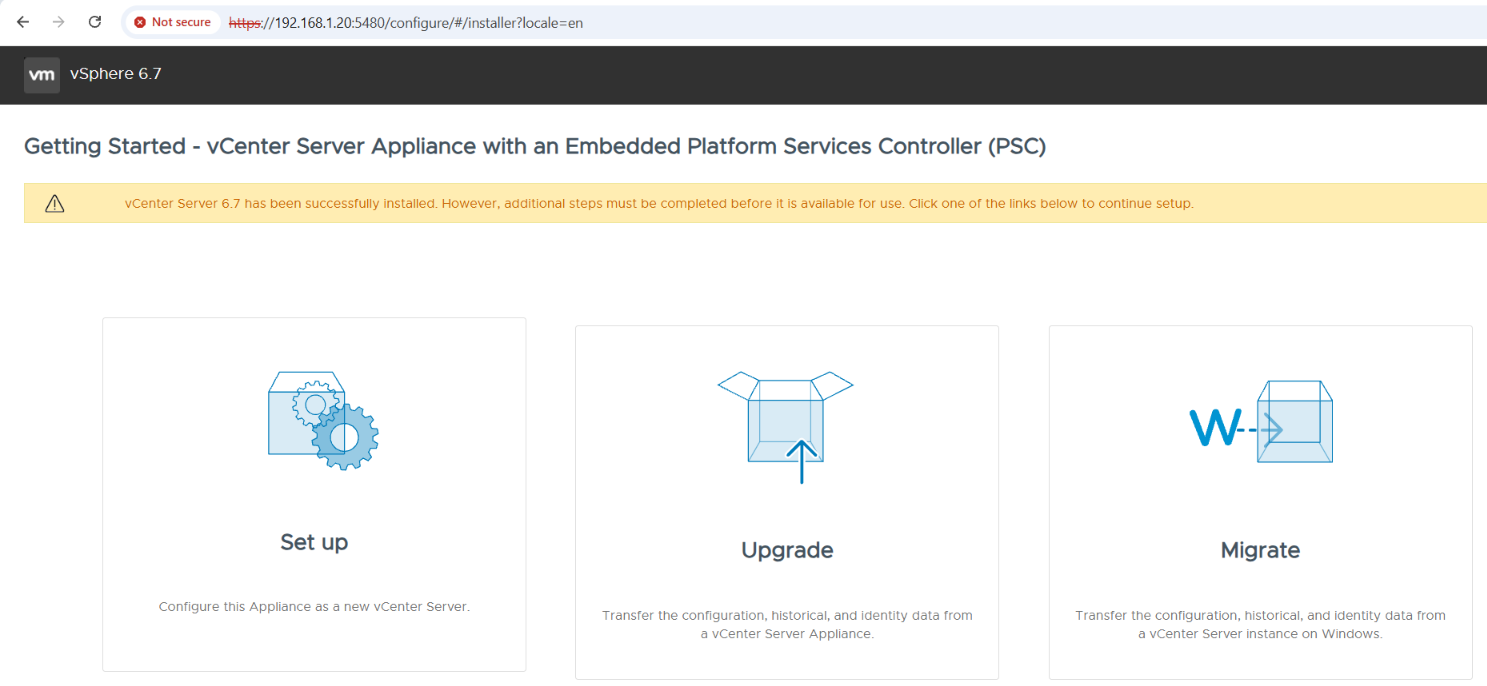 Not secure https://192.168.1.20:5480/configure/#/installer?locale=en
vm vSphere 6.7
Getting Started - vCenter Server Appliance with an Embedded Platform Services Controller (PSC)
vCenter Server 6.7 has been successfully installed. However, additional steps must be completed before it is available for use. Click one of the links below to continue setup.
W
Set up
Configure this Appliance as a new vCenter Server.
Upgrade
Transfer the configuration, historical, and identity data from
a vCenter Server Appliance.
Migrate
Transfer the configuration, historical, and identity data from
a vCenter Server instance on Windows.